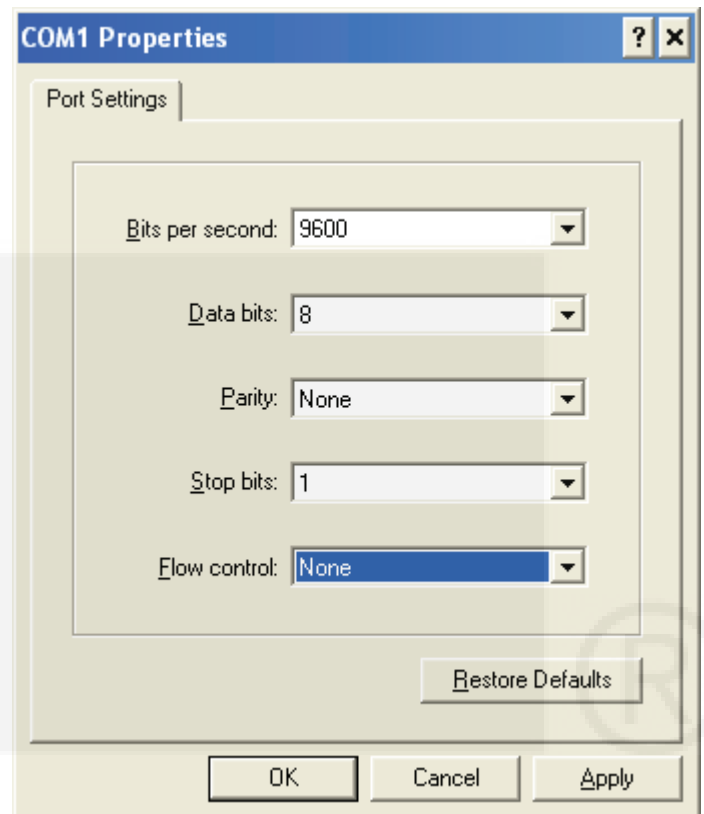 COM1 Properties
Port Settings
Bits per second: 9600
Data bits: 8
Parity: None
Stop bits: 1
Flow control: None
Restore Defaults
OK Cancel Apply
®